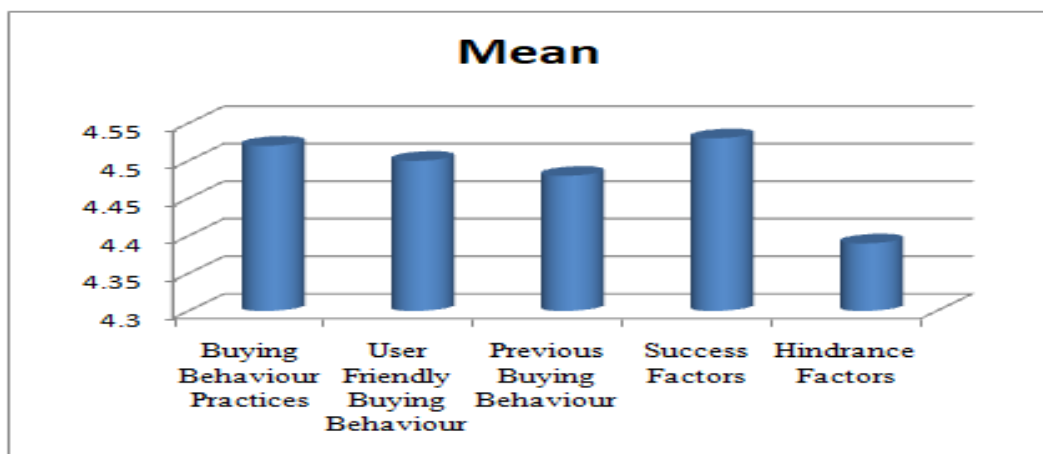 Mean
4.55
4.5
4.45
4.4
4.35
4.3
Buying Behaviour Practices
User Friendly Buying Behaviour
Previous Buying Behaviour
Success Factors
Hindrance Factors